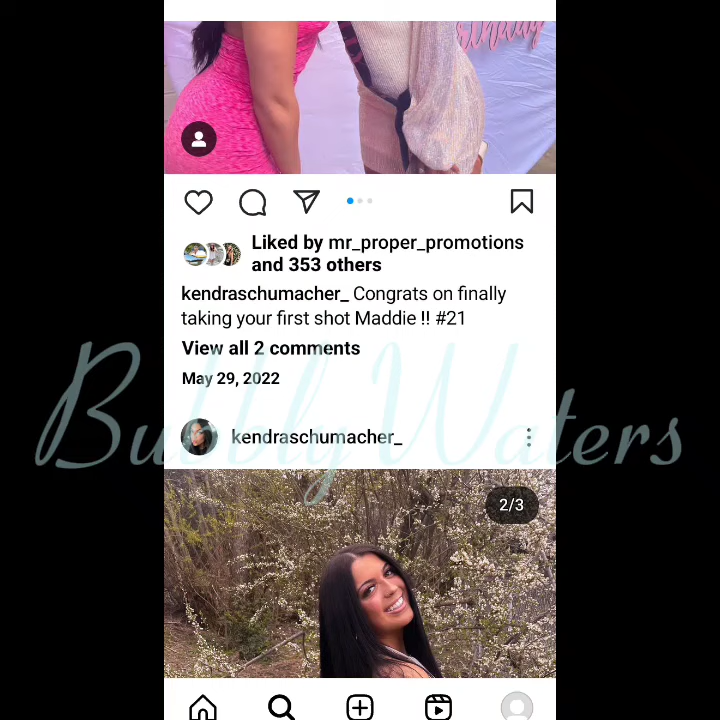 Birthday
Liked by mr_proper_promotions
and 353 others
kendraschumacher_ Congrats on finally
taking your first shot Maddie !! #21
View all 2 comments
May 29, 2022
Bubbly Waters
kendraschumacher_
2/3